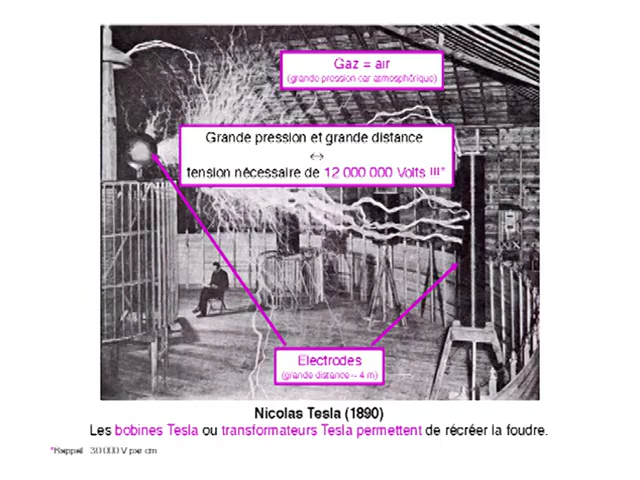 Gaz = air
(grande pression car atmosphérique)
Grande pression et grande distance
↔
tension nécessaire de 12 000 000 Volts !!!*
Electrodes
(grande distance ~ 4 m)
Nicolas Tesla (1890)
Les bobines Tesla ou transformateurs Tesla permettent de récréer la foudre.
*Rappel : 30 000 V par cm